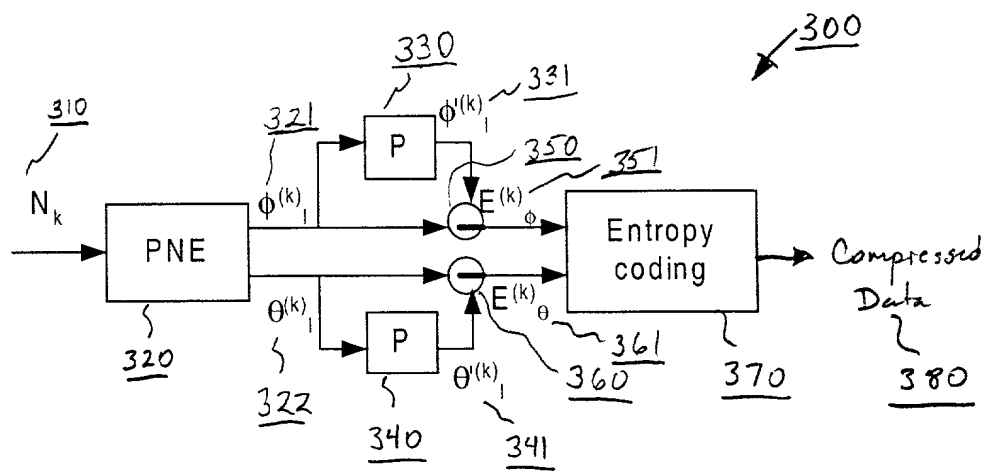 300
330
331
ϕ'(k)I
310
321
350
351
P
N k
ϕ(k)I
E(k)ϕ
PNE
Entropy
coding
Compressed
Data
θ(k)I
E(k)θ
320
322
P
θ'(k)I
360
361
370
380
340
341